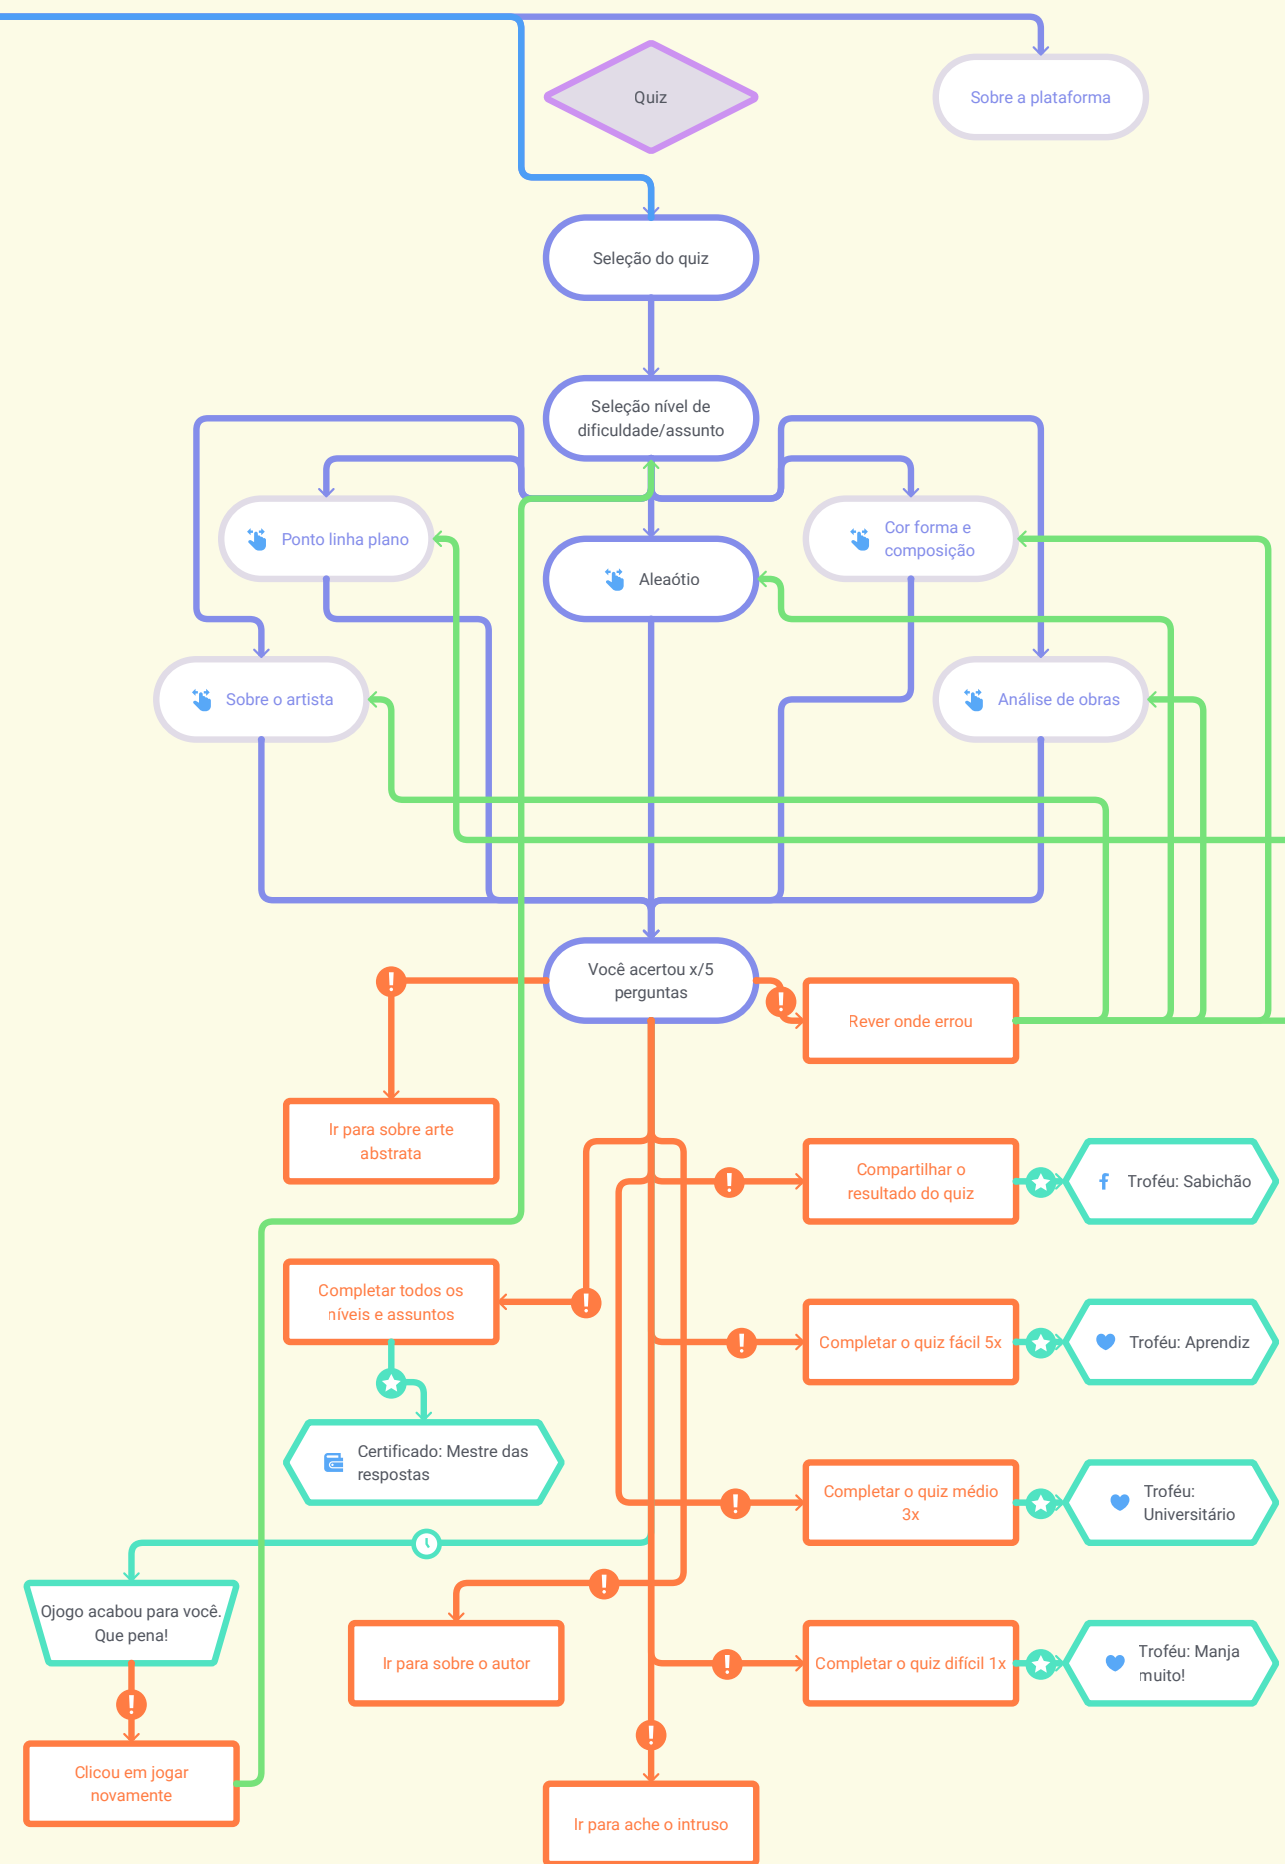 Quiz
Sobre a plataforma
Seleção do quiz
Seleção nível de
dificuldade/assunto
Ponto linha plano
Cor forma e
composição
Aleaótio
Sobre o artista
Análise de obras
Você acertou x/5
perguntas
Rever onde errou
Ir para sobre arte
abstrata
Compartilhar o
resultado do quiz
Troféu: Sabichão
Completar todos os
níveis e assuntos
Completar o quiz fácil 5x
Troféu: Aprendiz
Certificado: Mestre das
respostas
Completar o quiz médio
3x
Troféu:
Universitário
Ojogo acabou para você.
Que pena!
Ir para sobre o autor
Completar o quiz difícil 1x
Troféu: Manja
muito!
Clicou em jogar
novamente
Ir para ache o intruso